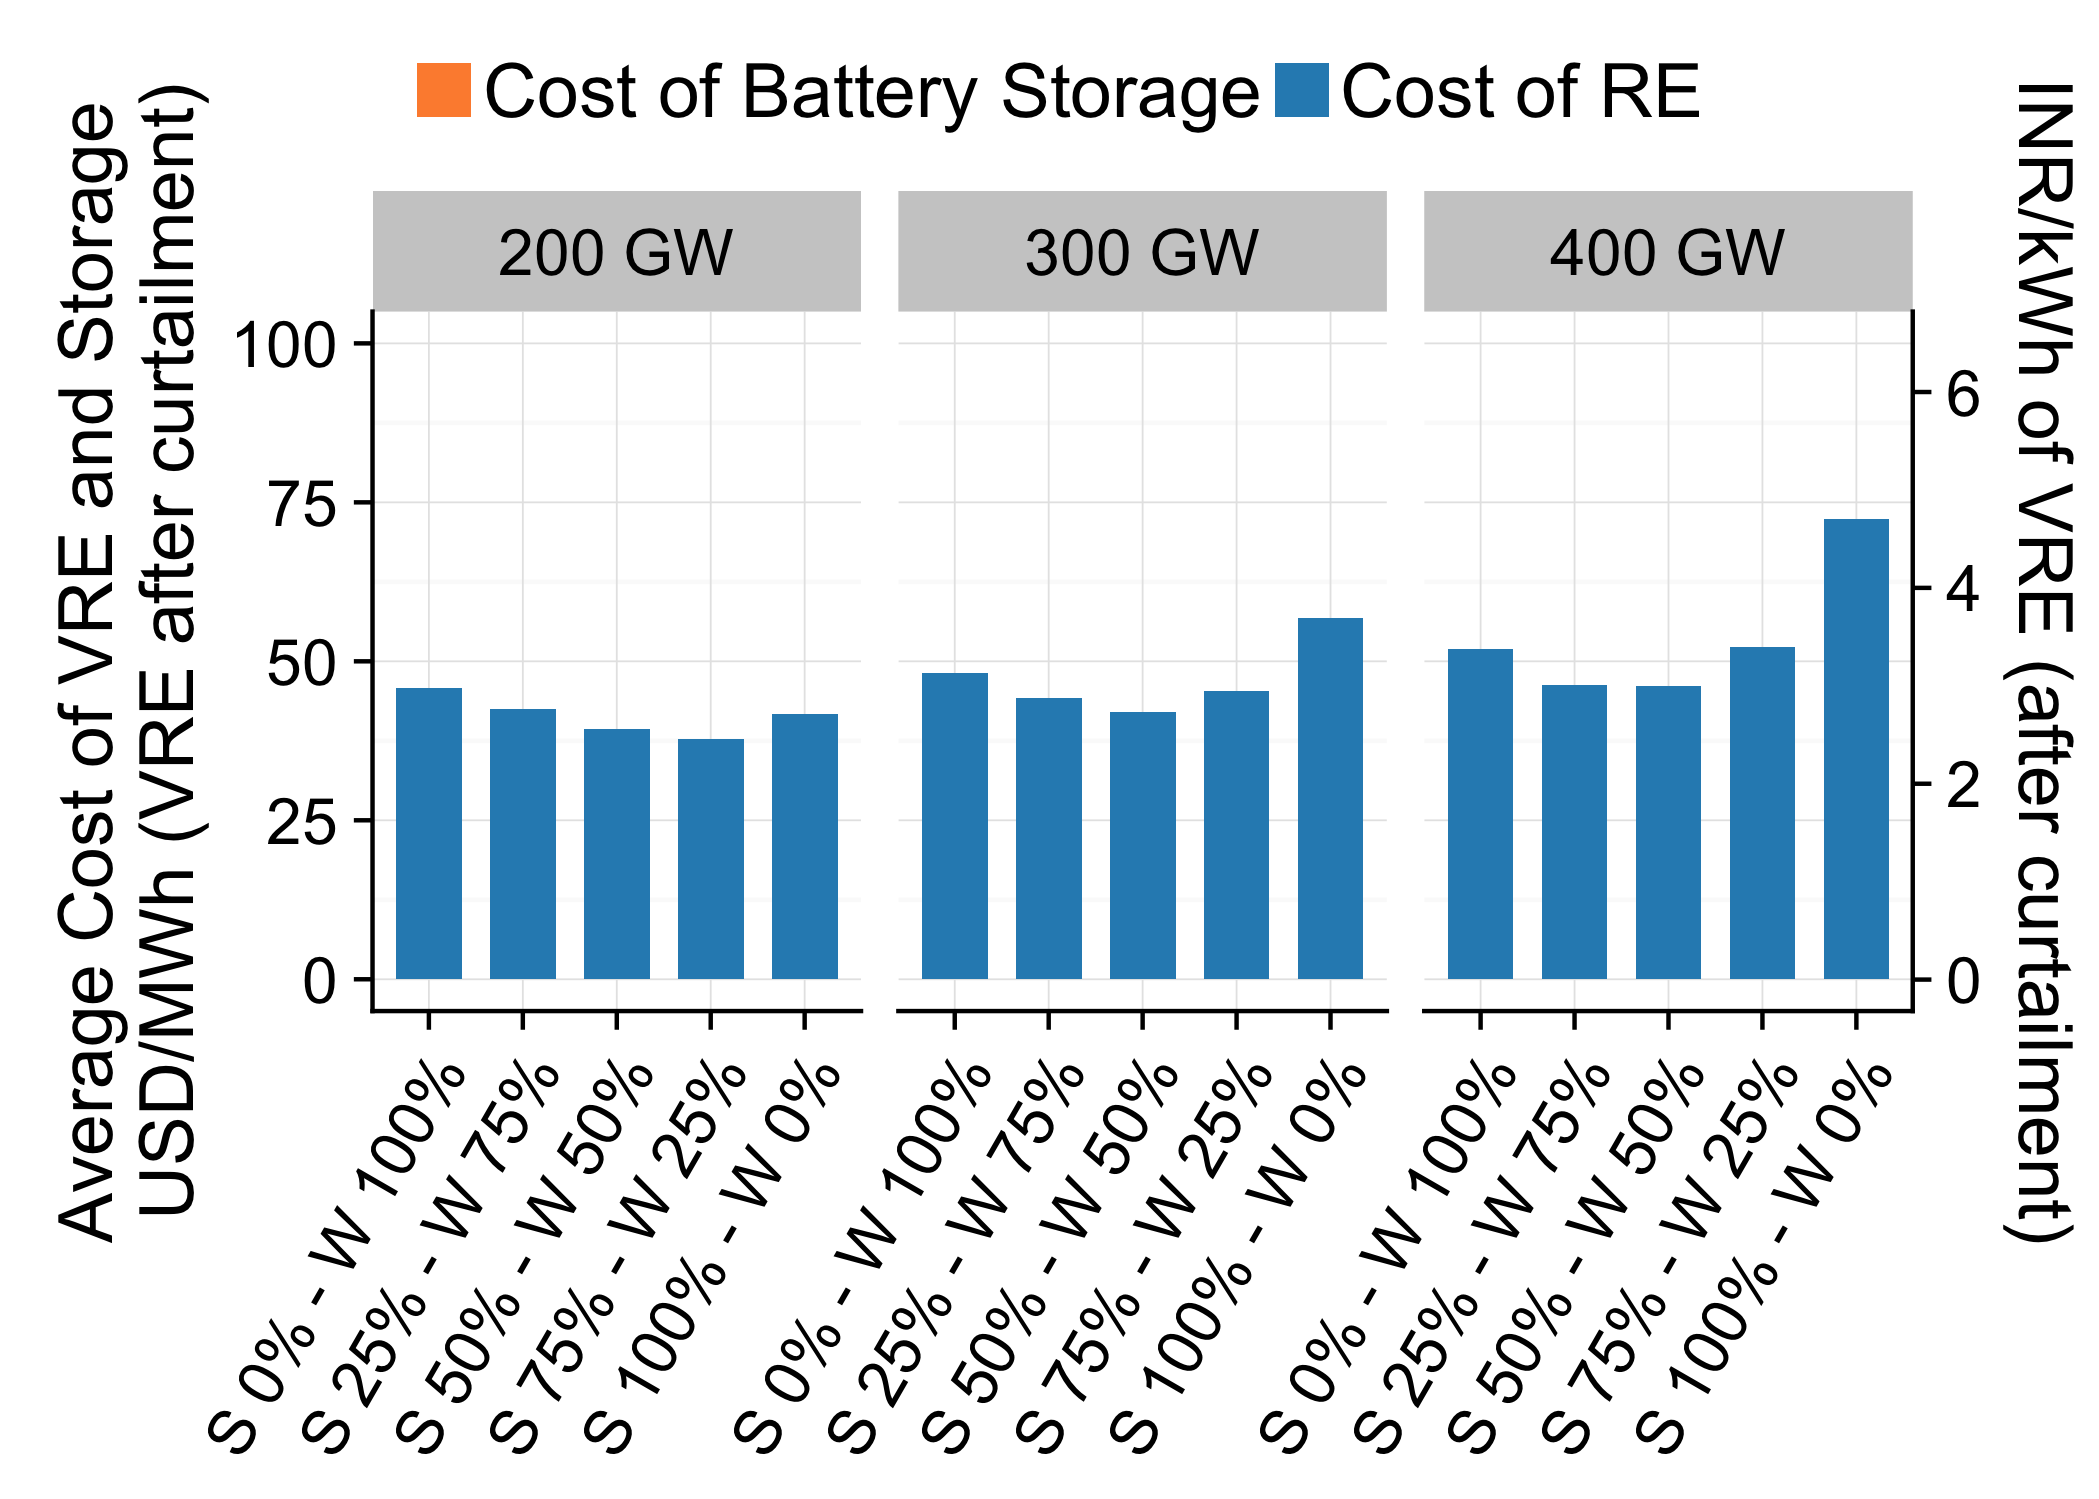 Cost of Battery Storage
Cost of RE
Average Cost of VRE and Storage
USD/MWh (VRE after curtailment)
INR/kWh of VRE (after curtailment)
200 GW
300 GW
400 GW
100
75
50
25
0
6
4
2
0
S 0% - W 100%
S 25% - W 75%
S 50% - W 50%
S 75% - W 25%
S 100% - W 0%
S 0% - W 100%
S 25% - W 75%
S 50% - W 50%
S 75% - W 25%
S 100% - W 0%
S 0% - W 100%
S 25% - W 75%
S 50% - W 50%
S 75% - W 25%
S 100% - W 0%